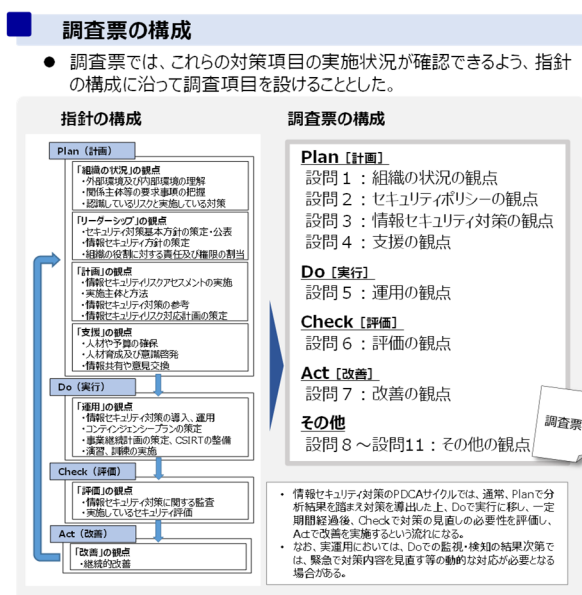 調査票の構成
● 調査票では、これらの対策項目の実施状況が確認できるよう、指針
の構成に沿って調査項目を設けることとした。
指針の構成
Plan（計画）
「組織の状況」の観点
・外部環境及び内部環境の理解
・関係主体等の要求事項の把握
・認識しているリスクと実施している対策
「リーダーシップ」の観点
・セキュリティ対策基本方針の策定・公表
・情報セキュリティ方針の策定
・組織の役割に対する責任及び権限の割当
「計画」の観点
・情報セキュリティリスクアセスメントの実施
・実施主体と方法
・情報セキュリティ対策の参考
・情報セキュリティリスク対応計画の策定
「支援」の観点
・人材や予算の確保
・人材育成及び意識啓発
・情報共有や意見交換
Do（実行）
「運用」の観点
・情報セキュリティ対策の導入、運用
・コンティンジェンシープランの策定
・事業継続計画の策定、CSIRTの整備
・演習、訓練の実施
Check（評価）
「評価」の観点
・情報セキュリティ対策に関する監査
・実施しているセキュリティ評価
Act（改善）
「改善」の観点
・継続的改善
調査票の構成
Plan［計画］
設問１：組織の状況の観点
設問２：セキュリティポリシーの観点
設問３：情報セキュリティ対策の観点
設問４：支援の観点
Do［実行］
設問５：運用の観点
Check［評価］
設問６：評価の観点
Act［改善］
設問７：改善の観点
その他
設問８～設問11：その他の観点
調査票
• 情報セキュリティ対策のPDCAサイクルでは、通常、Planで分
析結果を踏まえ対策を導出した上、Doで実行に移し、一定
期間経過後、Checkで対策の見直しの必要性を評価し、
Actで改善を実施するという流れになる。
• なお、実運用においては、Doでの監視・検知の結果次第で
は、緊急で対策内容を見直す等の動的な対応が必要となる
場合がある。